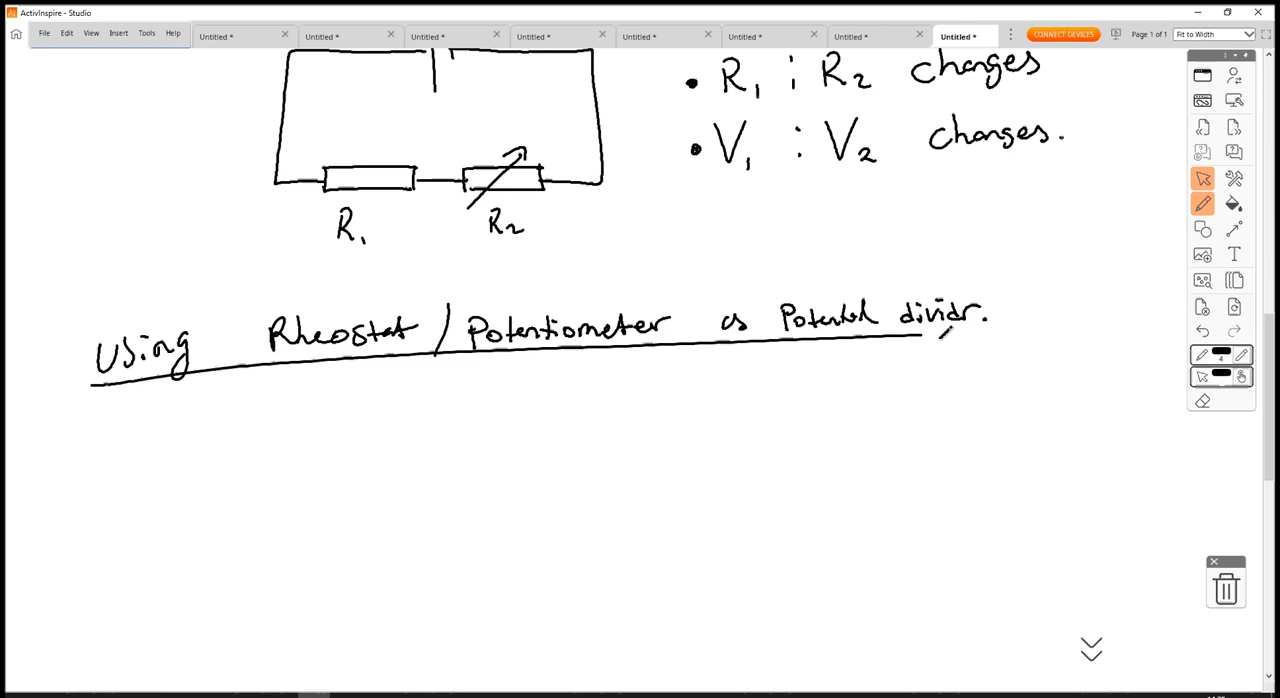 ActivInspire - Studio
File Edit View Insert Tools Help
Untitled * Untitled * Untitled * Untitled * Untitled * Untitled * Untitled * Untitled *
CONNECT DEVICES
Page 1 of 1
Fit to Width
• R₁ : R₂ changes
• V₁ : V₂ changes.
R₁ R₂
Using Rheostat / Potentiometer as Potential dividr.
4